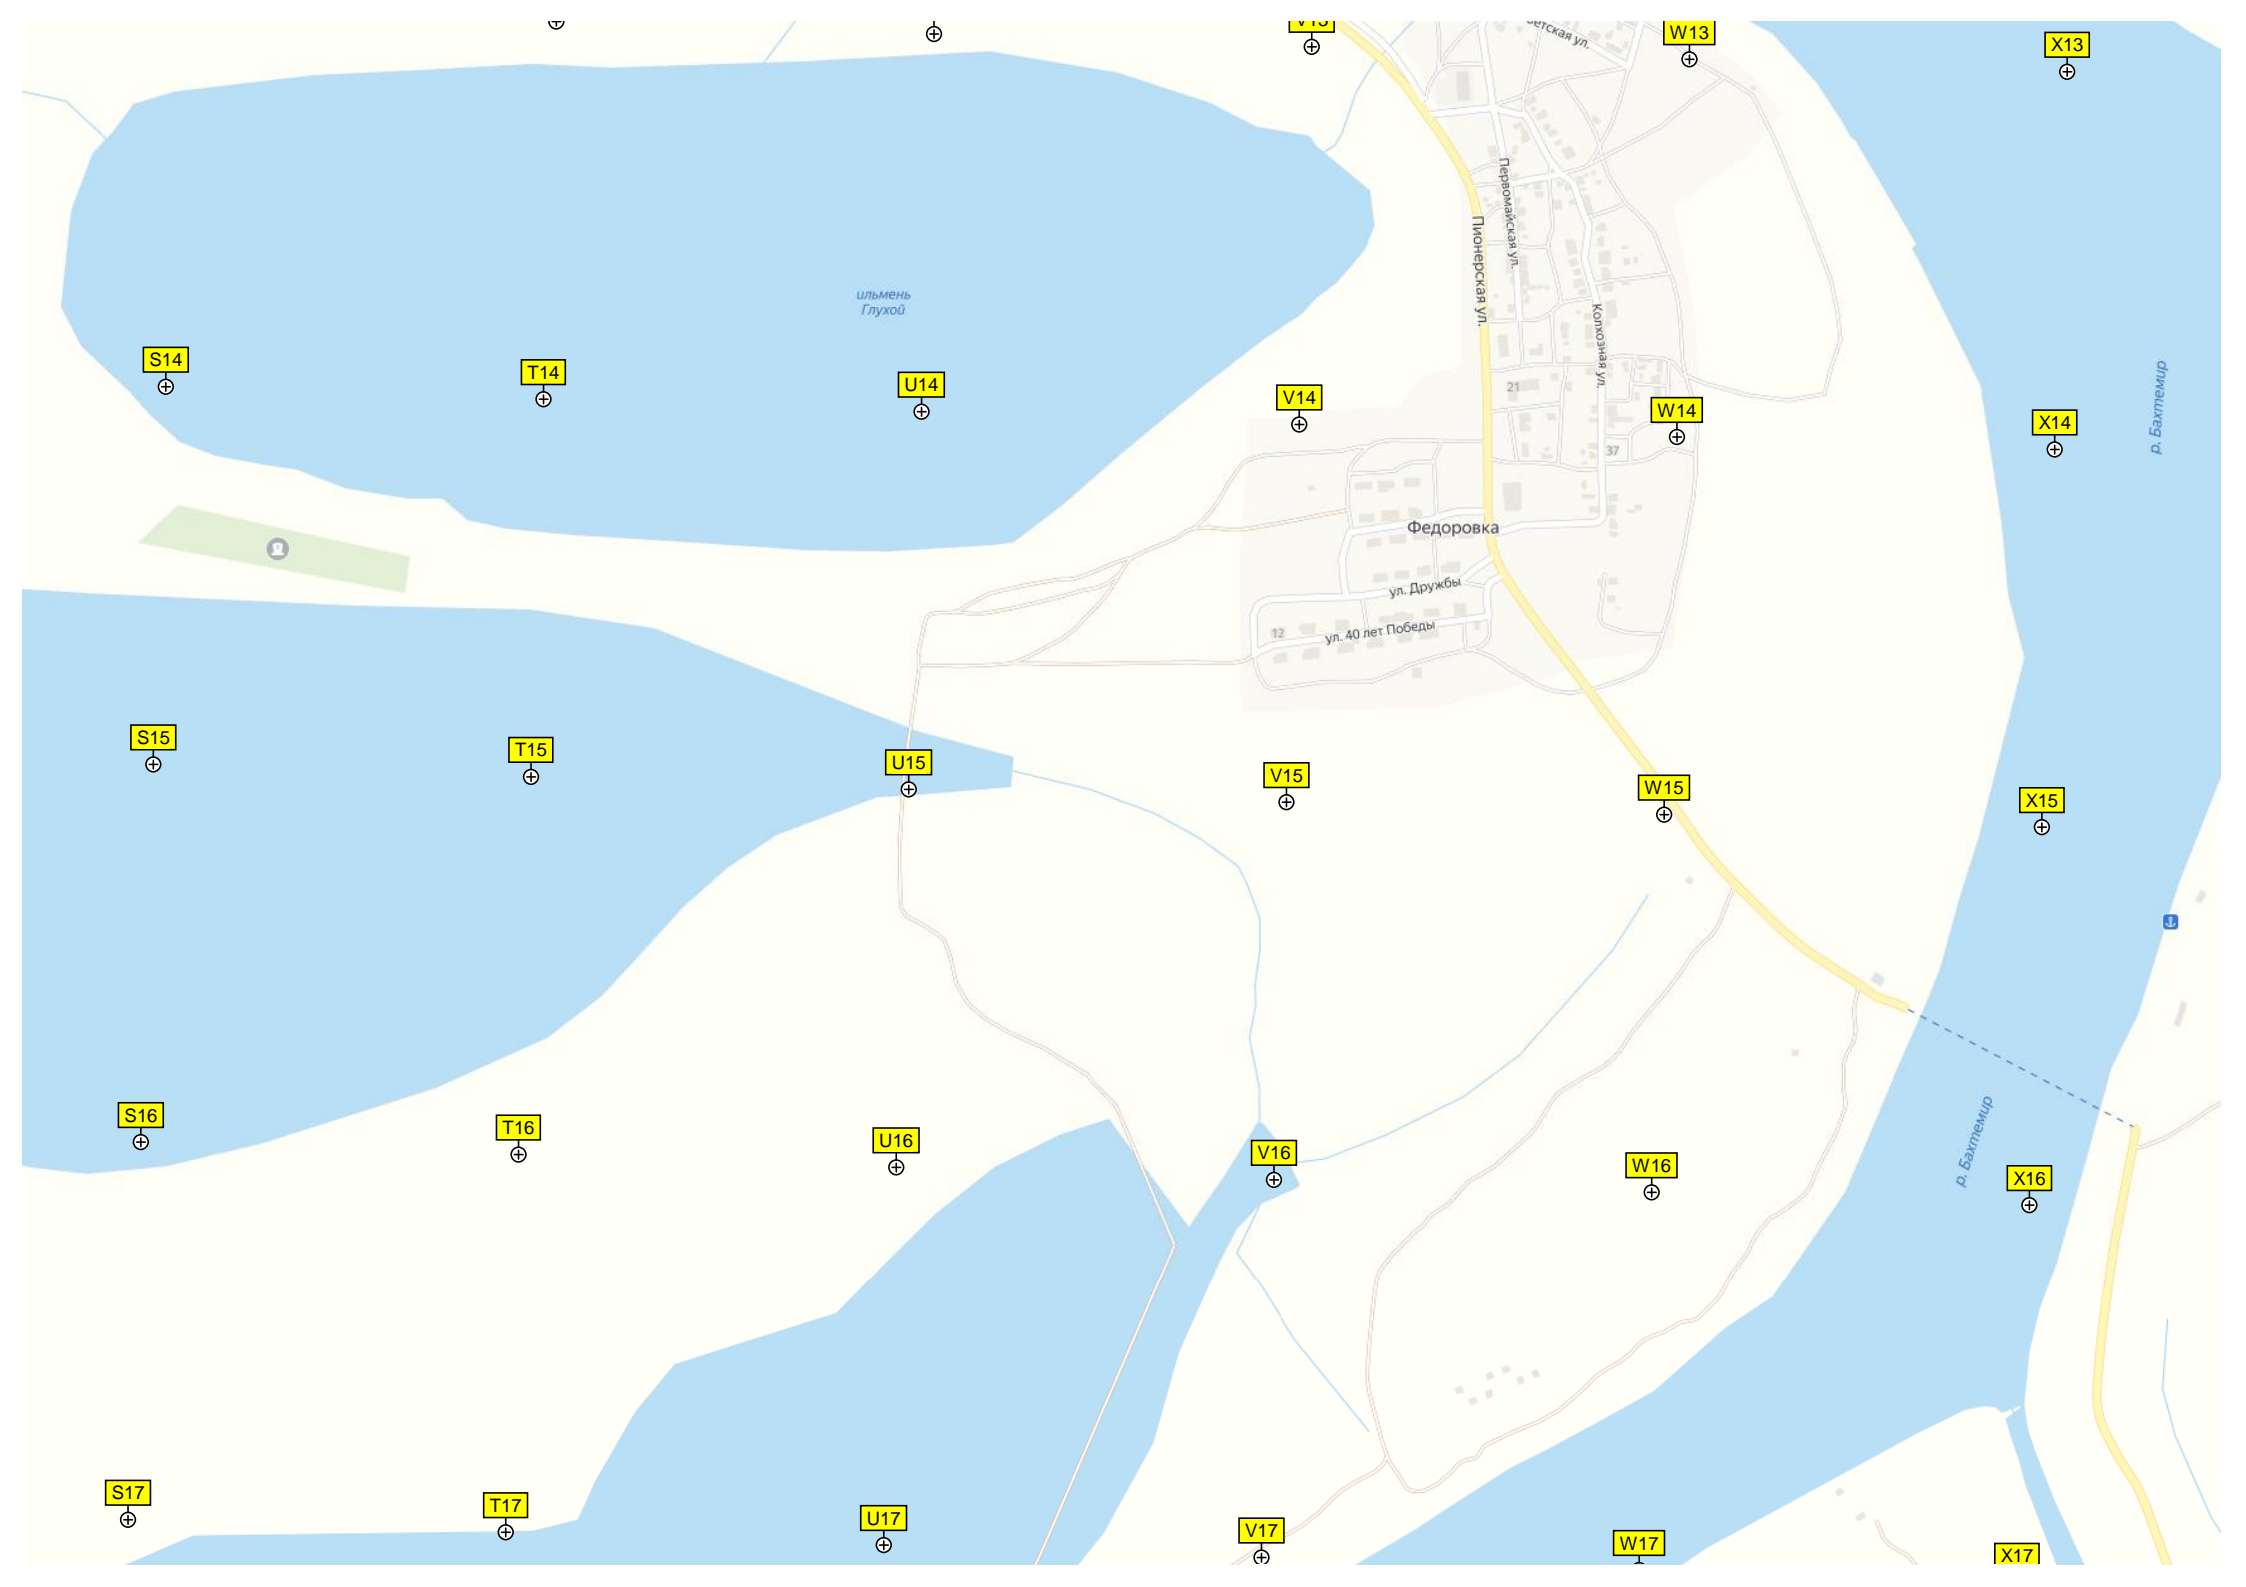 W13
X13
Первомайская ул.
Пионерская ул.
ильмень
Глухой
Колхозная ул.
S14
T14
U14
V14
21
W14
X14
р. Бахтемир
37
Федоровка
ул. Дружбы
12
ул. 40 лет Победы
S15
T15
U15
V15
W15
X15
S16
T16
U16
V16
W16
X16
р. Бахтемир
S17
T17
U17
V17
W17
X17